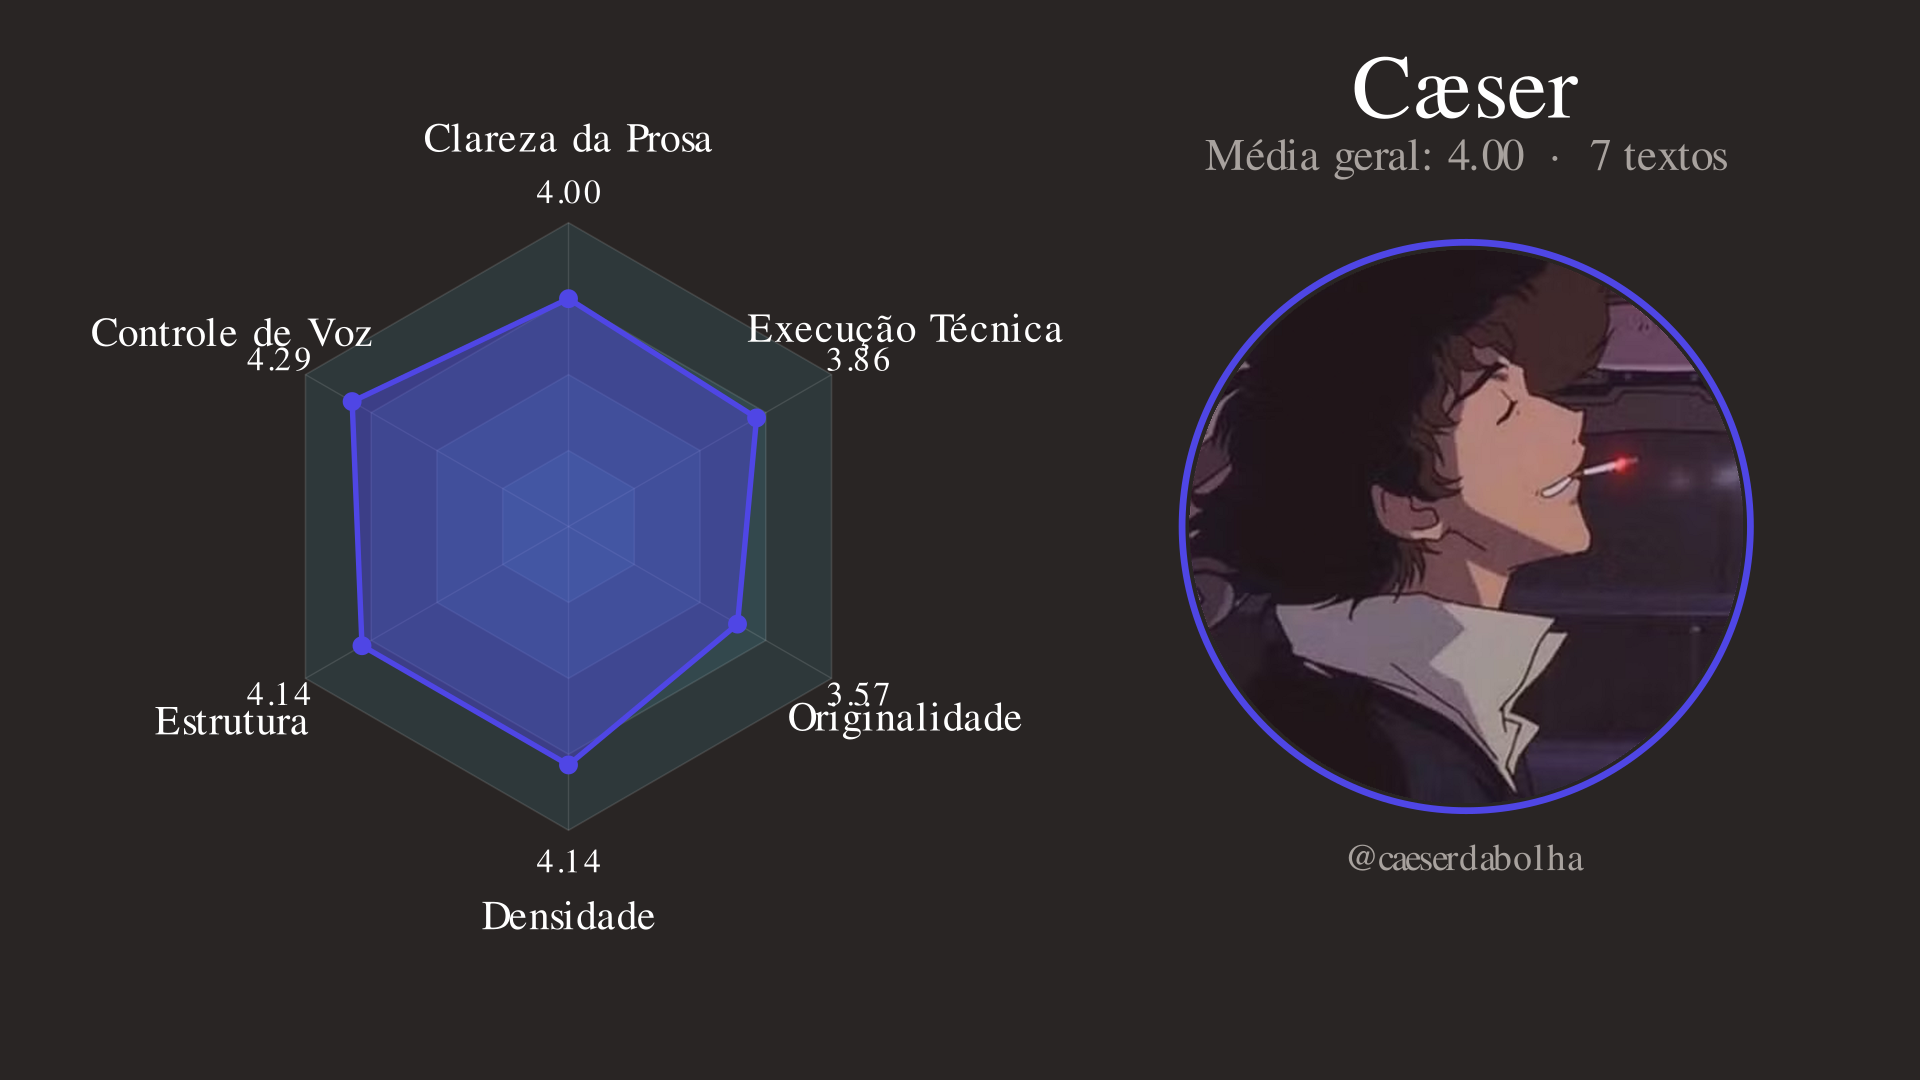 Cæser
Média geral: 4.00 · 7 textos
Clareza da Prosa
4.00
Controle de Voz
4.29
Execução Técnica
3.86
4.14
Estrutura
3.57
Originalidade
4.14
Densidade
@caeserdabolha